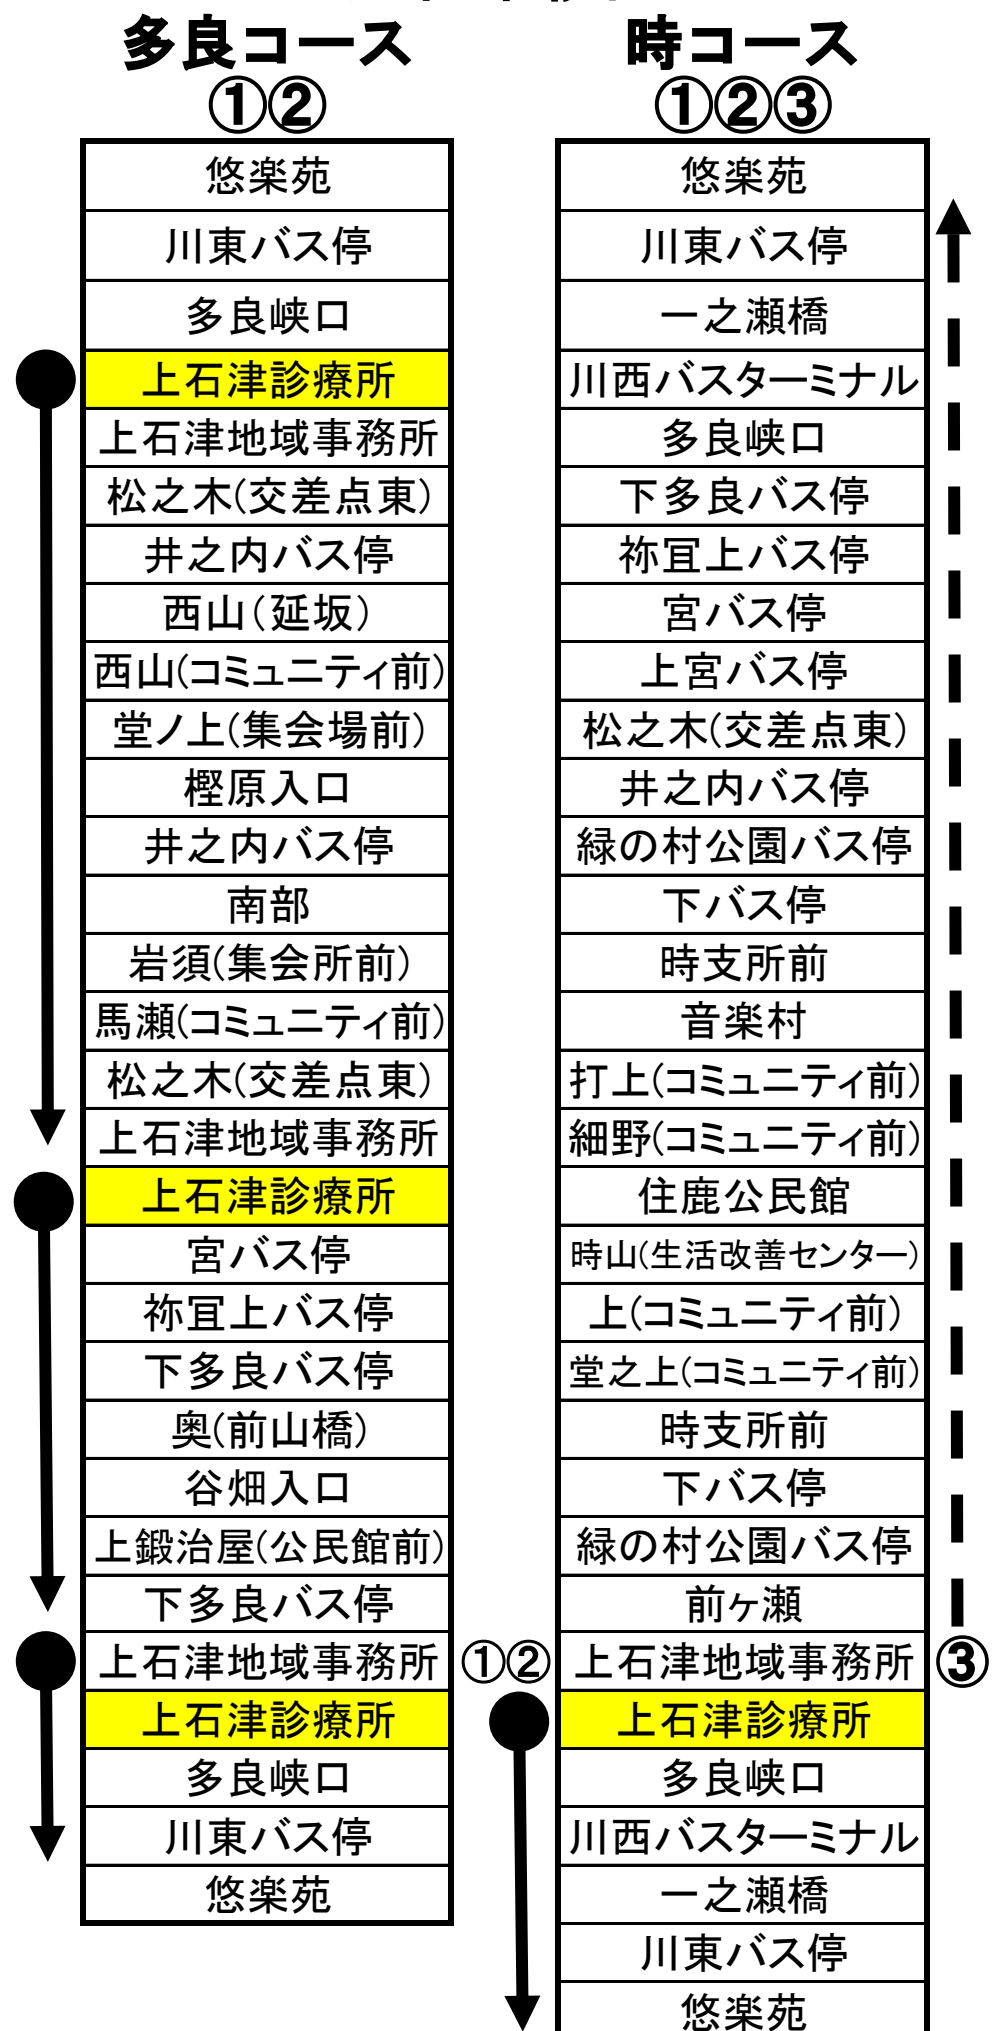 多良コース
①②
悠楽苑
川東バス停
多良峡口
上石津診療所
上石津地域事務所
松之木(交差点東)
井之内バス停
西山(延坂)
西山(コミュニティ前)
堂ノ上(集会場前)
樫原入口
井之内バス停
南部
岩須(集会所前)
馬瀬(コミュニティ前)
松之木(交差点東)
上石津地域事務所
上石津診療所
宮バス停
祢冝上バス停
下多良バス停
奥(前山橋)
谷畑入口
上鍛治屋(公民館前)
下多良バス停
上石津地域事務所
上石津診療所
多良峡口
川東バス停
悠楽苑
時コース
①②③
悠楽苑
川東バス停
一之瀬橋
川西バスターミナル
多良峡口
下多良バス停
祢冝上バス停
宮バス停
上宮バス停
松之木(交差点東)
井之内バス停
緑の村公園バス停
下バス停
時支所前
音楽村
打上(コミュニティ前)
細野(コミュニティ前)
住鹿公民館
時山(生活改善センター)
上(コミュニティ前)
堂之上(コミュニティ前)
時支所前
下バス停
緑の村公園バス停
前ヶ瀬
①② 上石津地域事務所 ③
上石津診療所
多良峡口
川西バスターミナル
一之瀬橋
川東バス停
悠楽苑